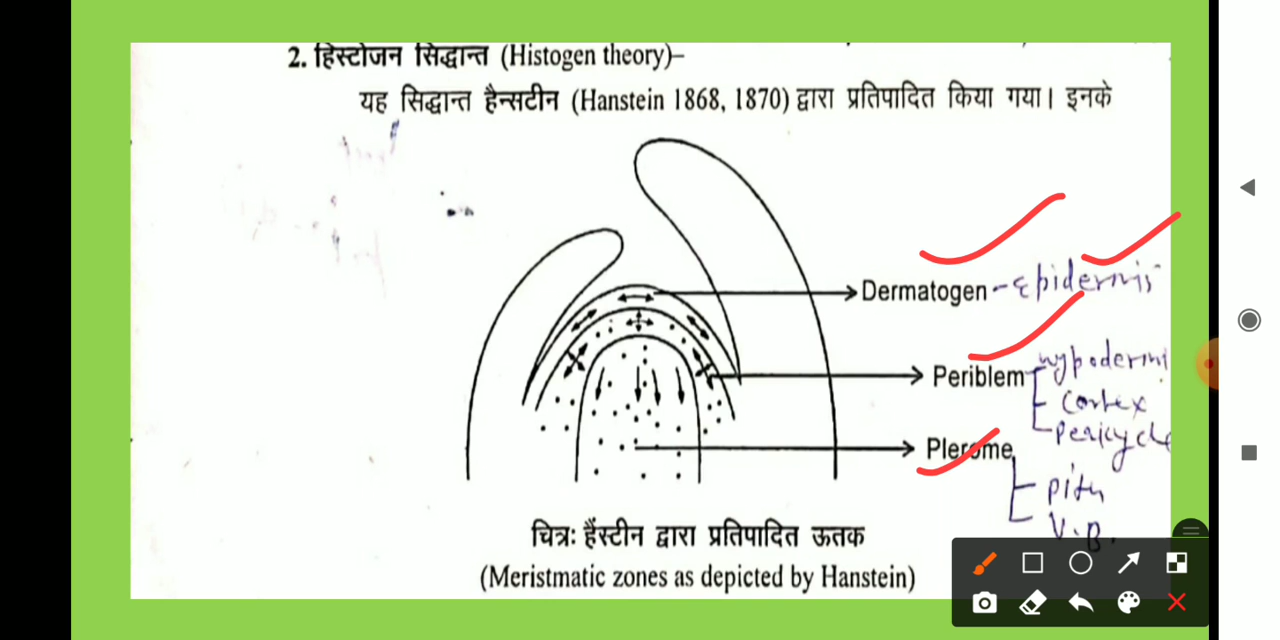 2. हिस्टोजन सिद्धान्त (Histogen theory)–
यह सिद्धान्त हैन्सटीन (Hanstein 1868, 1870) द्वारा प्रतिपादित किया गया। इनके
Dermatogen - Epidermis
Periblem hypodermi
Cortex
Pericycle
Plerome
pith
V.B.
चित्रः हैंस्टीन द्वारा प्रतिपादित ऊतक
(Meristmatic zones as depicted by Hanstein)